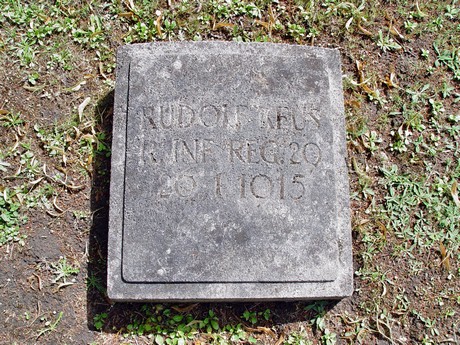 RUDOLF KEUS
R. INF. REG. 20
20. 1. 1915